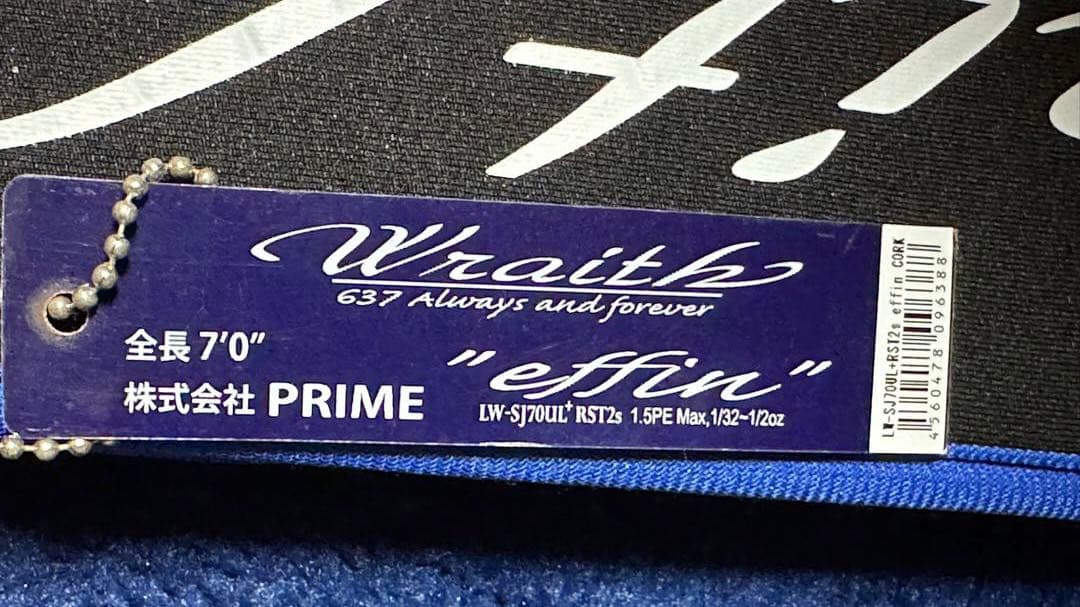 Wraith
637 Always and forever
全長 7'0"
"effin"
株式会社 PRIME
LW-SJ70UL⁺ RST2s 1.5PE Max,1/32~1/2oz
LW-SJ70UL+RST2s effin CORK
4560478096388